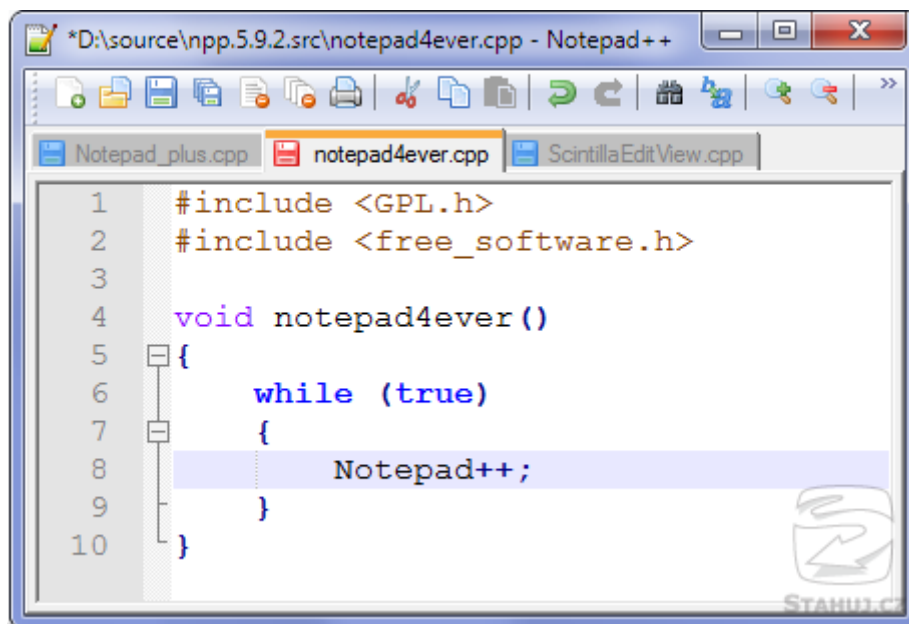 *D:\source\npp.5.9.2.src\notepad4ever.cpp - Notepad++
Notepad_plus.cpp notepad4ever.cpp ScintillaEditView.cpp
1 #include <GPL.h>
2 #include <free_software.h>
3
4 void notepad4ever()
5 {
6 while (true)
7 {
8 Notepad++;
9 }
10 }
STAHUJ.CZ